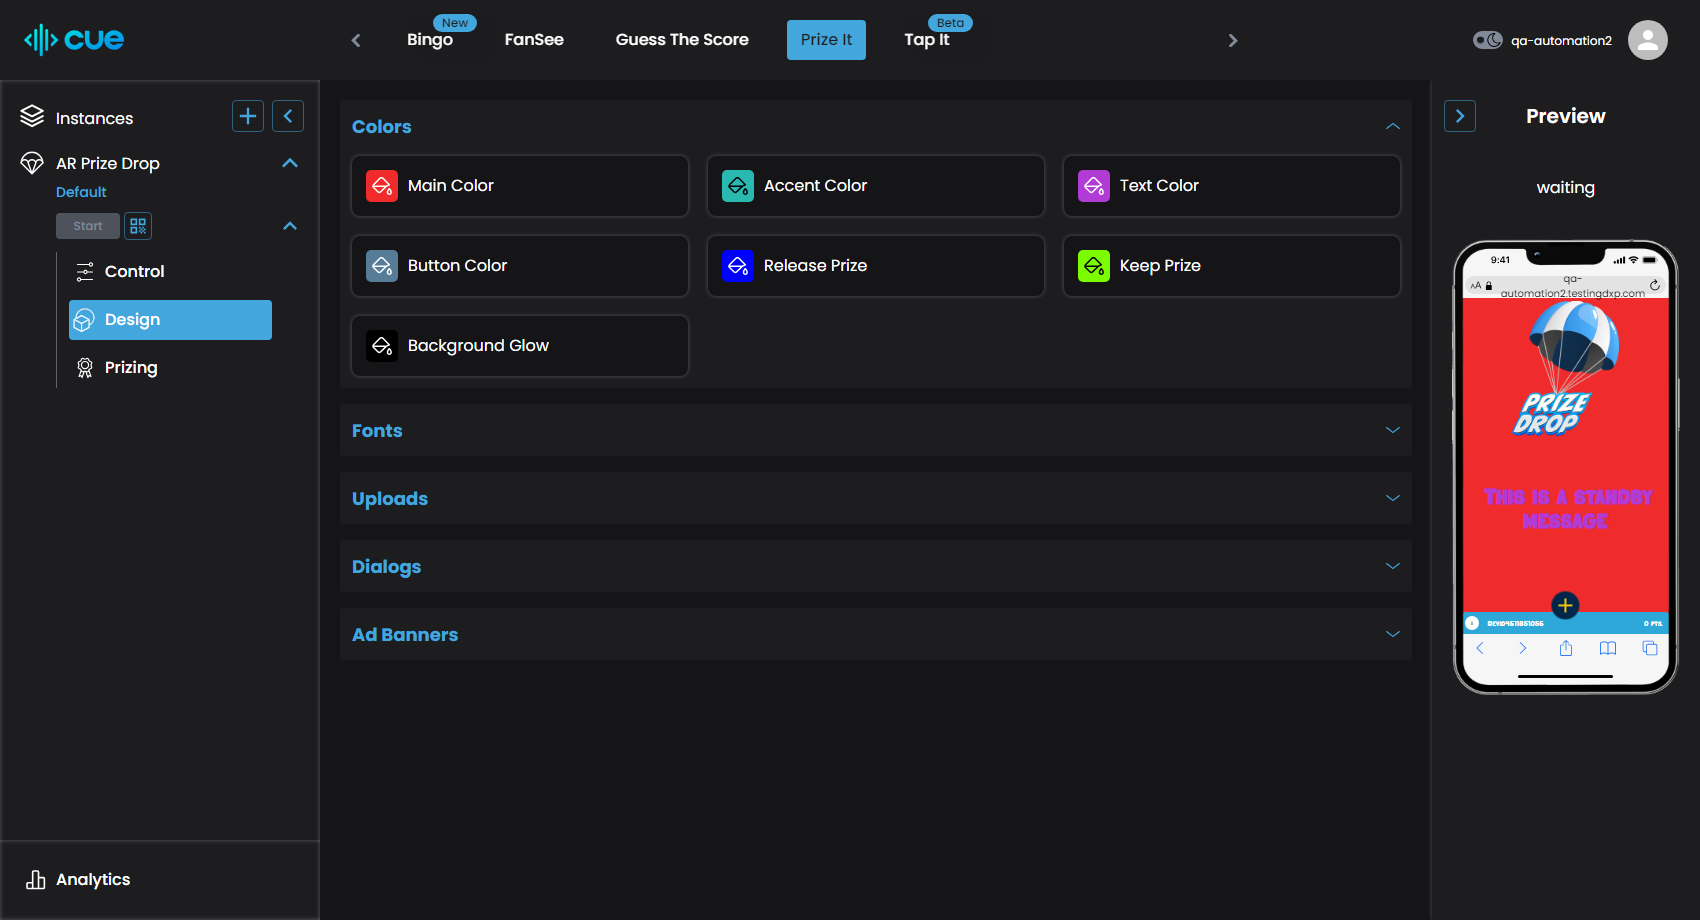 cue
Bingo
New
FanSee
Guess The Score
Prize It
Tap It
Beta
qa-automation2
Instances
AR Prize Drop
Default
Start
Control
Design
Prizing
Analytics
Colors
Main Color
Accent Color
Text Color
Button Color
Release Prize
Keep Prize
Background Glow
Fonts
Uploads
Dialogs
Ad Banners
Preview
waiting
9:41
AA
qa-
automation2.testingdxp.com
PRIZE
DROP
THIS IS A STANDBY
MESSAGE
0 PTS.